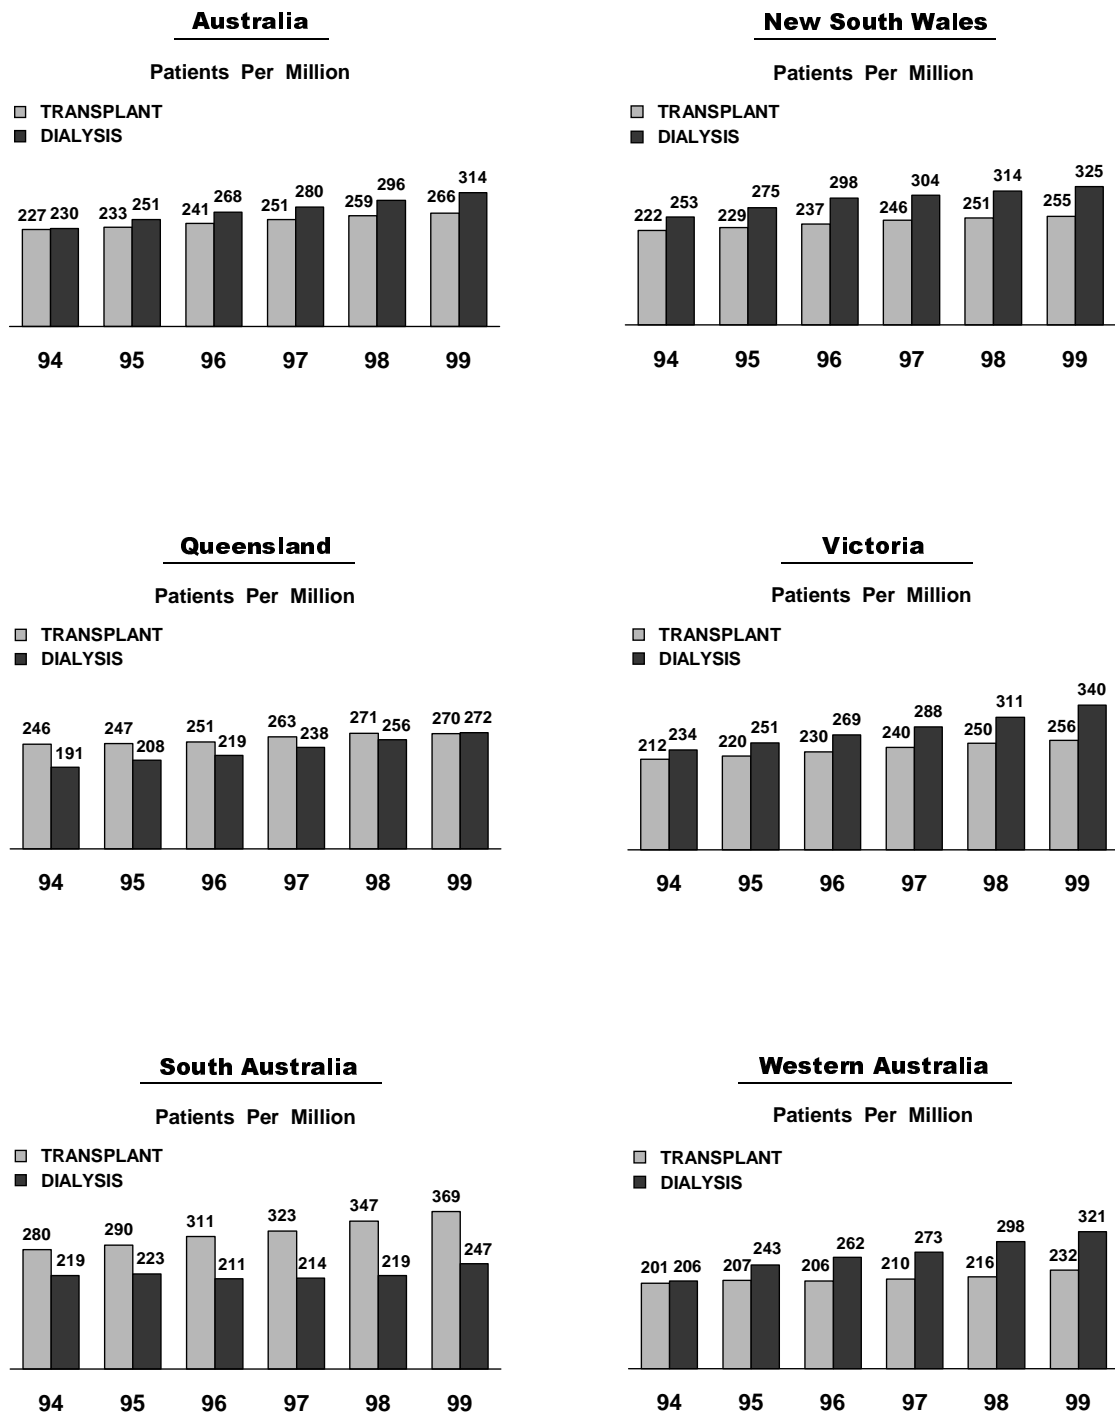 Australia
Patients Per Million
TRANSPLANT
DIALYSIS
227 230 233 251 241 268 251 280 259 296 266 314
94 95 96 97 98 99
New South Wales
Patients Per Million
TRANSPLANT
DIALYSIS
222 253 229 275 237 298 246 304 251 314 255 325
94 95 96 97 98 99
Queensland
Patients Per Million
TRANSPLANT
DIALYSIS
246 191 247 208 251 219 263 238 271 256 270 272
94 95 96 97 98 99
Victoria
Patients Per Million
TRANSPLANT
DIALYSIS
212 234 220 251 230 269 240 288 250 311 256 340
94 95 96 97 98 99
South Australia
Patients Per Million
TRANSPLANT
DIALYSIS
280 219 290 223 311 211 323 214 347 219 369 247
94 95 96 97 98 99
Western Australia
Patients Per Million
TRANSPLANT
DIALYSIS
201 206 207 243 206 262 210 273 216 298 232 321
94 95 96 97 98 99